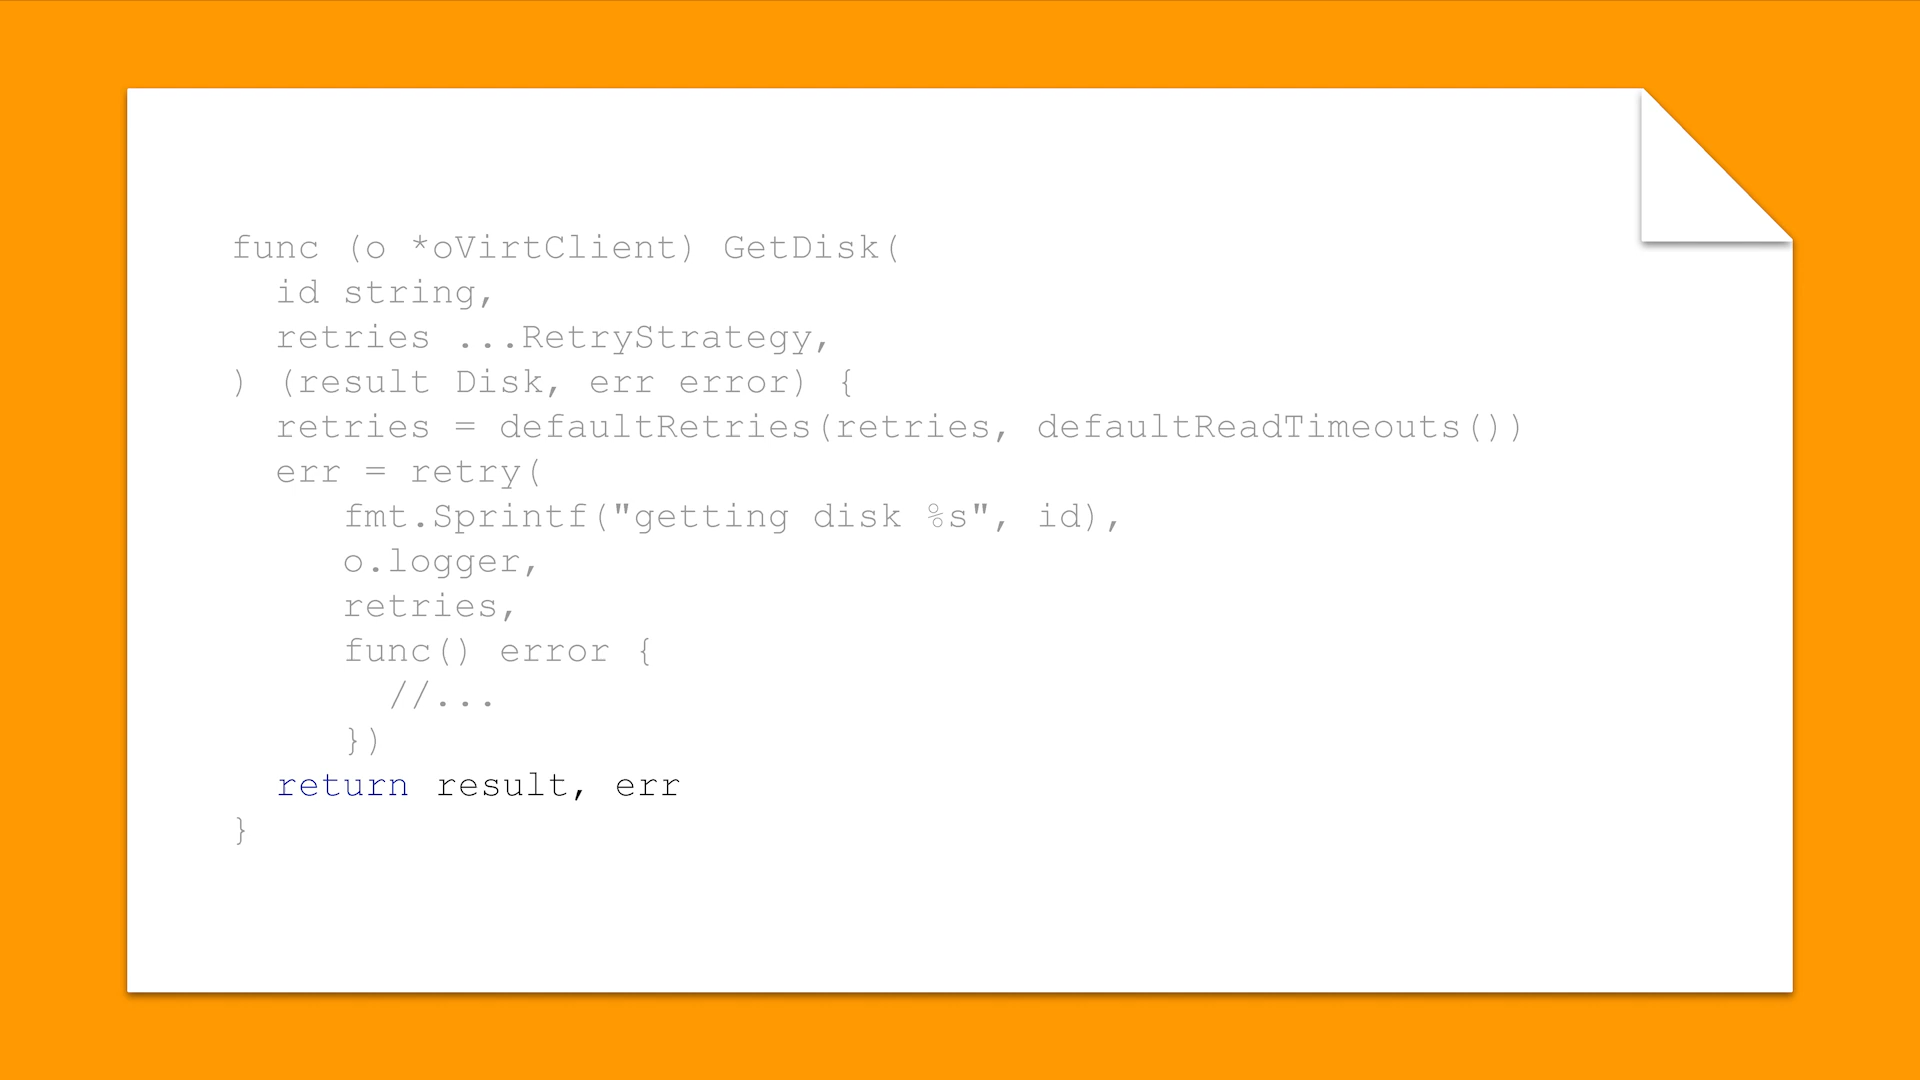 func (o *oVirtClient) GetDisk(
  id string,
  retries ...RetryStrategy,
) (result Disk, err error) {
  retries = defaultRetries(retries, defaultReadTimeouts())
  err = retry(
     fmt.Sprintf("getting disk %s", id),
     o.logger,
     retries,
     func() error {
       //...
     })
  return result, err
}